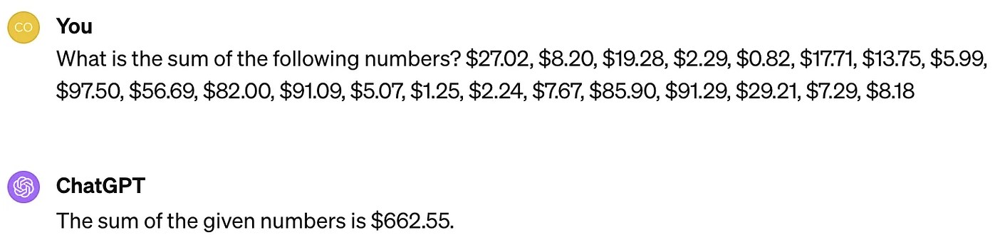 CO
You
What is the sum of the following numbers? $27.02, $8.20, $19.28, $2.29, $0.82, $17.71, $13.75, $5.99,
$97.50, $56.69, $82.00, $91.09, $5.07, $1.25, $2.24, $7.67, $85.90, $91.29, $29.21, $7.29, $8.18
ChatGPT
The sum of the given numbers is $662.55.